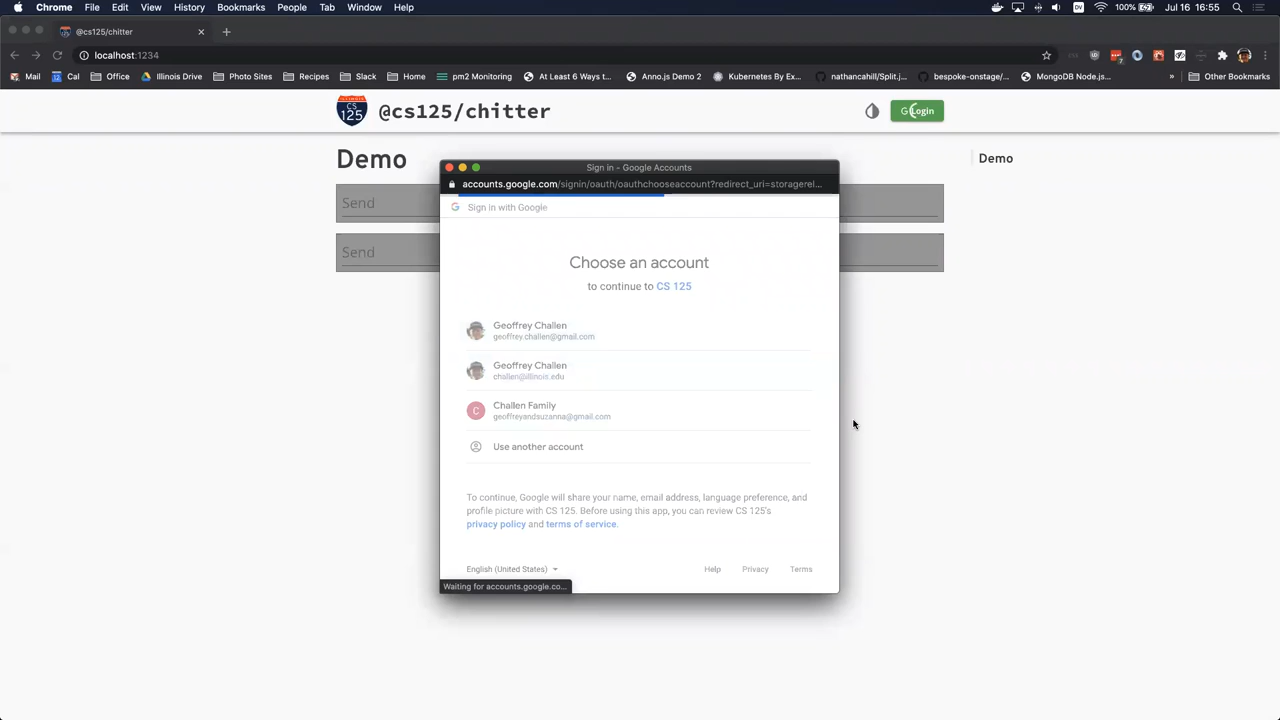 Chrome File Edit View History Bookmarks People Tab Window Help DV 100% Jul 16 16:55
@cs125/chitter
localhost:1234
Mail Cal Office Illinois Drive Photo Sites Recipes Slack Home pm2 Monitoring At Least 6 Ways t... Anno.js Demo 2 Kubernetes By Ex... nathancahill/Split.j... bespoke-onstage/... MongoDB Node.js... » Other Bookmarks
ILLINOIS CS 125 @cs125/chitter Login
Demo
Demo
Send
Send
Sign in - Google Accounts
accounts.google.com/signin/oauth/oauthchooseaccount?redirect_uri=storagerel...
Sign in with Google
Choose an account
to continue to CS 125
Geoffrey Challen
geoffrey.challen@gmail.com
Geoffrey Challen
challen@illinois.edu
C Challen Family
geoffreyandsuzanna@gmail.com
Use another account
To continue, Google will share your name, email address, language preference, and
profile picture with CS 125. Before using this app, you can review CS 125's
privacy policy and terms of service.
English (United States) Help Privacy Terms
Waiting for accounts.google.co...